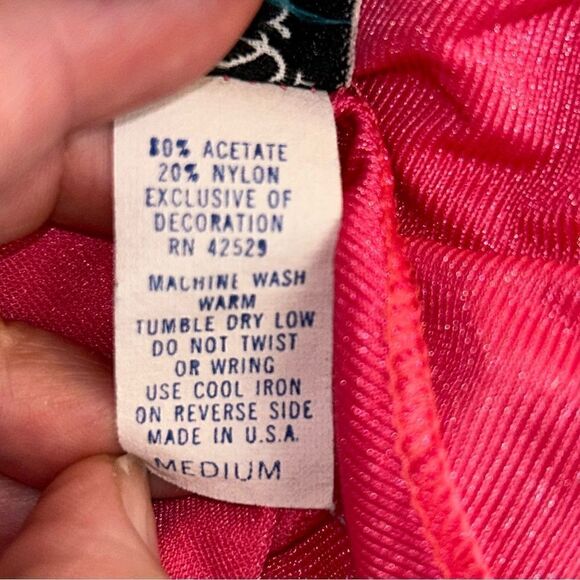 80% ACETATE
20% NYLON
EXCLUSIVE OF
DECORATION
RN 42529
MACHINE WASH
WARM
TUMBLE DRY LOW
DO NOT TWIST
OR WRING
USE COOL IRON
ON REVERSE SIDE
MADE IN U.S.A.
MEDIUM